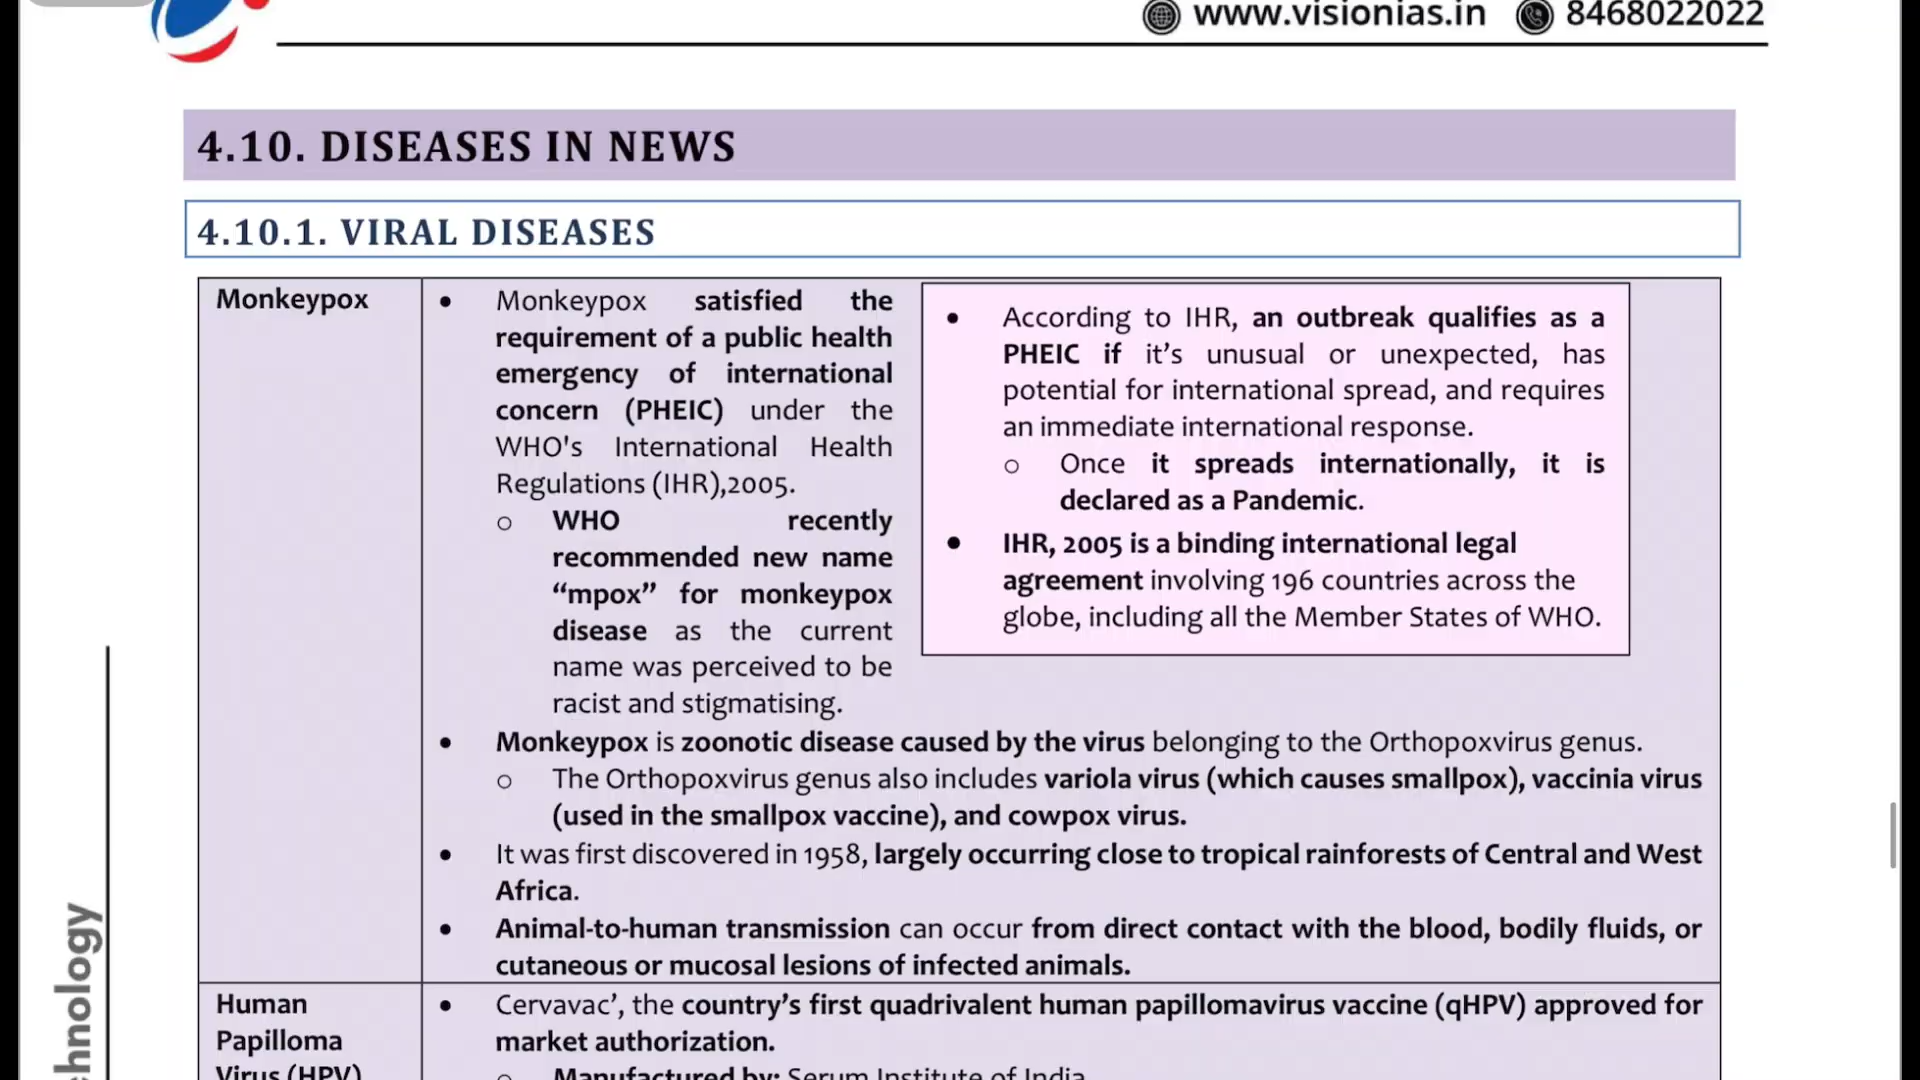 www.visionias.in 8468022022
4.10. DISEASES IN NEWS
4.10.1. VIRAL DISEASES
Monkeypox
• Monkeypox satisfied the
requirement of a public health
emergency of international
concern (PHEIC) under the
WHO's International Health
Regulations (IHR),2005.
o WHO recently
recommended new name
“mpox” for monkeypox
disease as the current
name was perceived to be
racist and stigmatising.
• According to IHR, an outbreak qualifies as a
PHEIC if it’s unusual or unexpected, has
potential for international spread, and requires
an immediate international response.
o Once it spreads internationally, it is
declared as a Pandemic.
• IHR, 2005 is a binding international legal
agreement involving 196 countries across the
globe, including all the Member States of WHO.
• Monkeypox is zoonotic disease caused by the virus belonging to the Orthopoxvirus genus.
o The Orthopoxvirus genus also includes variola virus (which causes smallpox), vaccinia virus
(used in the smallpox vaccine), and cowpox virus.
• It was first discovered in 1958, largely occurring close to tropical rainforests of Central and West
Africa.
• Animal-to-human transmission can occur from direct contact with the blood, bodily fluids, or
cutaneous or mucosal lesions of infected animals.
Human
Papilloma
Virus (HPV)
• Cervavac’, the country’s first quadrivalent human papillomavirus vaccine (qHPV) approved for
market authorization.
o Manufactured by: Serum Institute of India
hnology